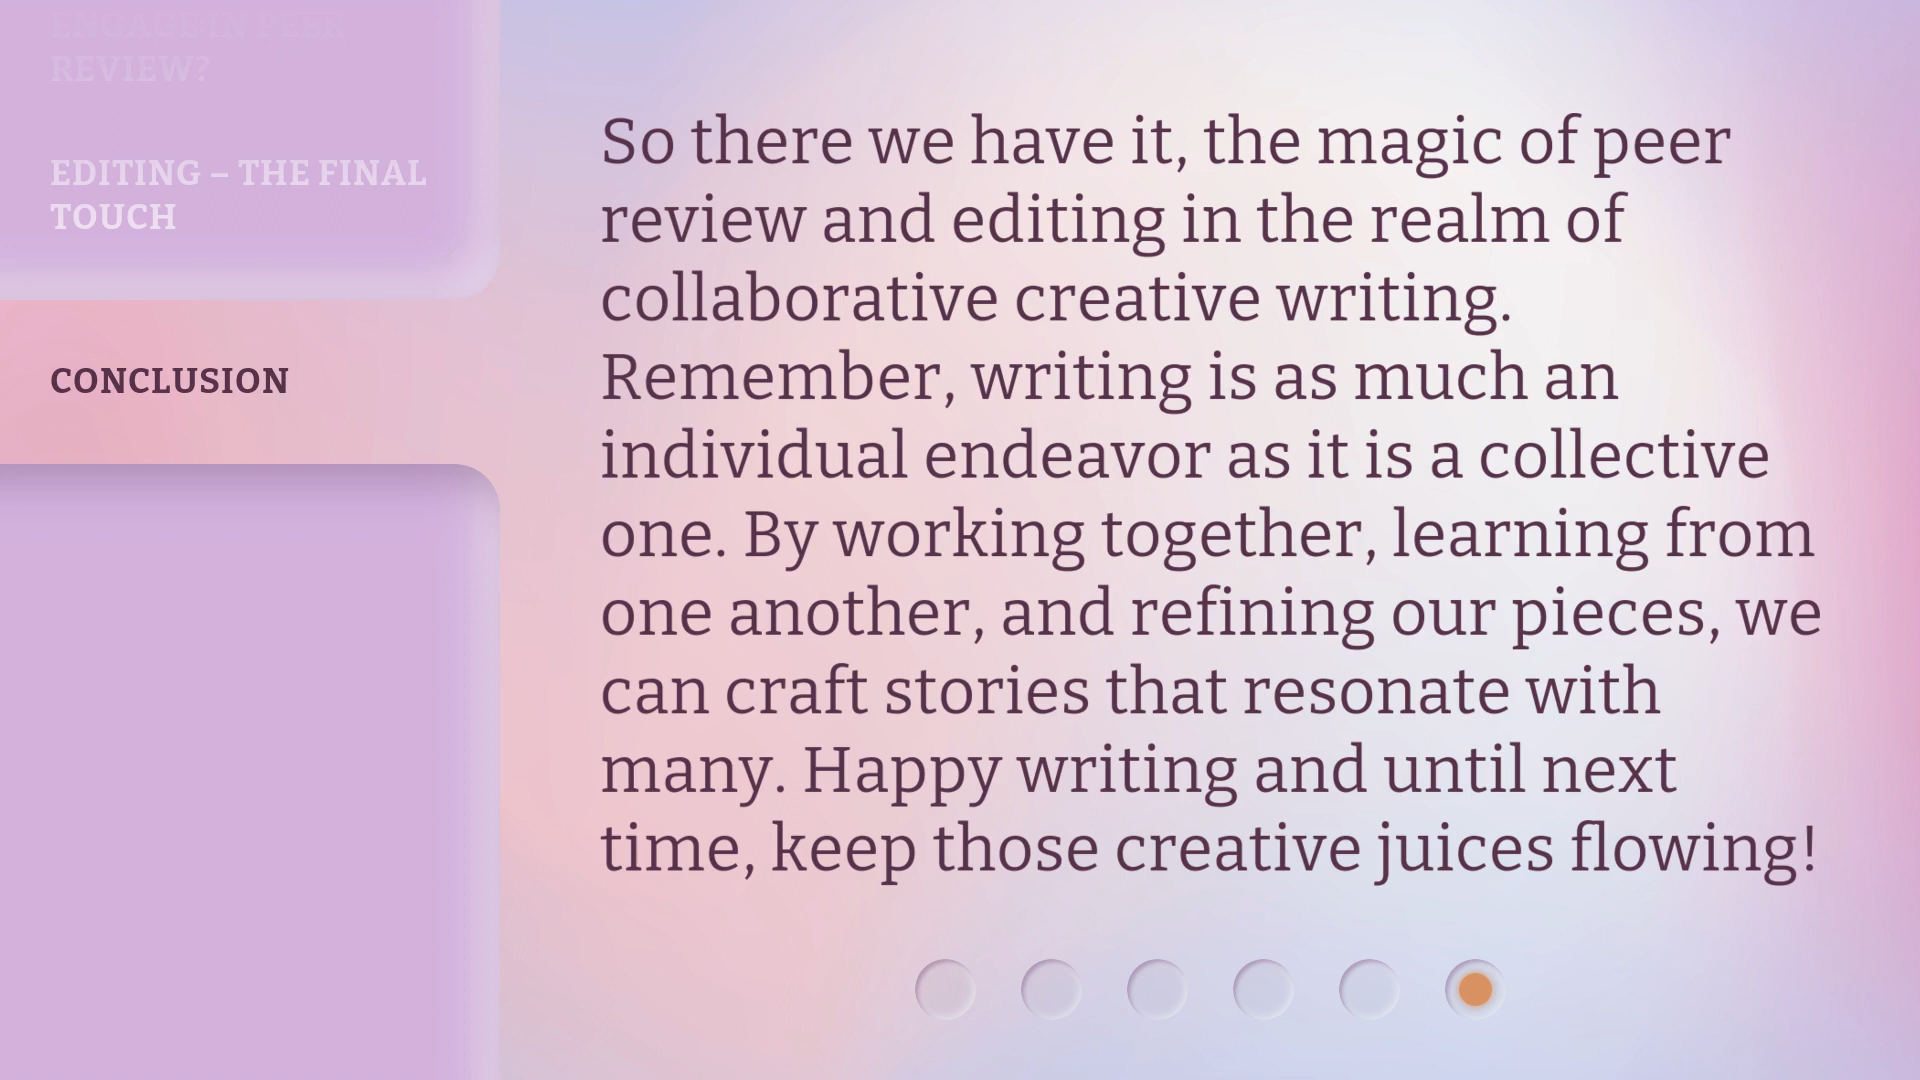 ENGAGE IN PEER
REVIEW?
EDITING – THE FINAL
TOUCH
CONCLUSION
So there we have it, the magic of peer
review and editing in the realm of
collaborative creative writing.
Remember, writing is as much an
individual endeavor as it is a collective
one. By working together, learning from
one another, and refining our pieces, we
can craft stories that resonate with
many. Happy writing and until next
time, keep those creative juices flowing!